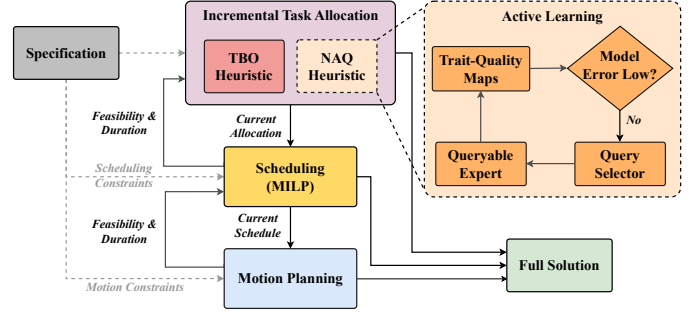 Incremental Task Allocation
Active Learning
Specification
TBO
Heuristic
NAQ
Heuristic
Trait-Quality
Maps
Model
Error Low?
Feasibility &
Duration
Current
Allocation
No
Scheduling
Constraints
Scheduling
(MILP)
Queryable
Expert
Query
Selector
Feasibility &
Duration
Current
Schedule
Motion Constraints
Motion Planning
Full Solution